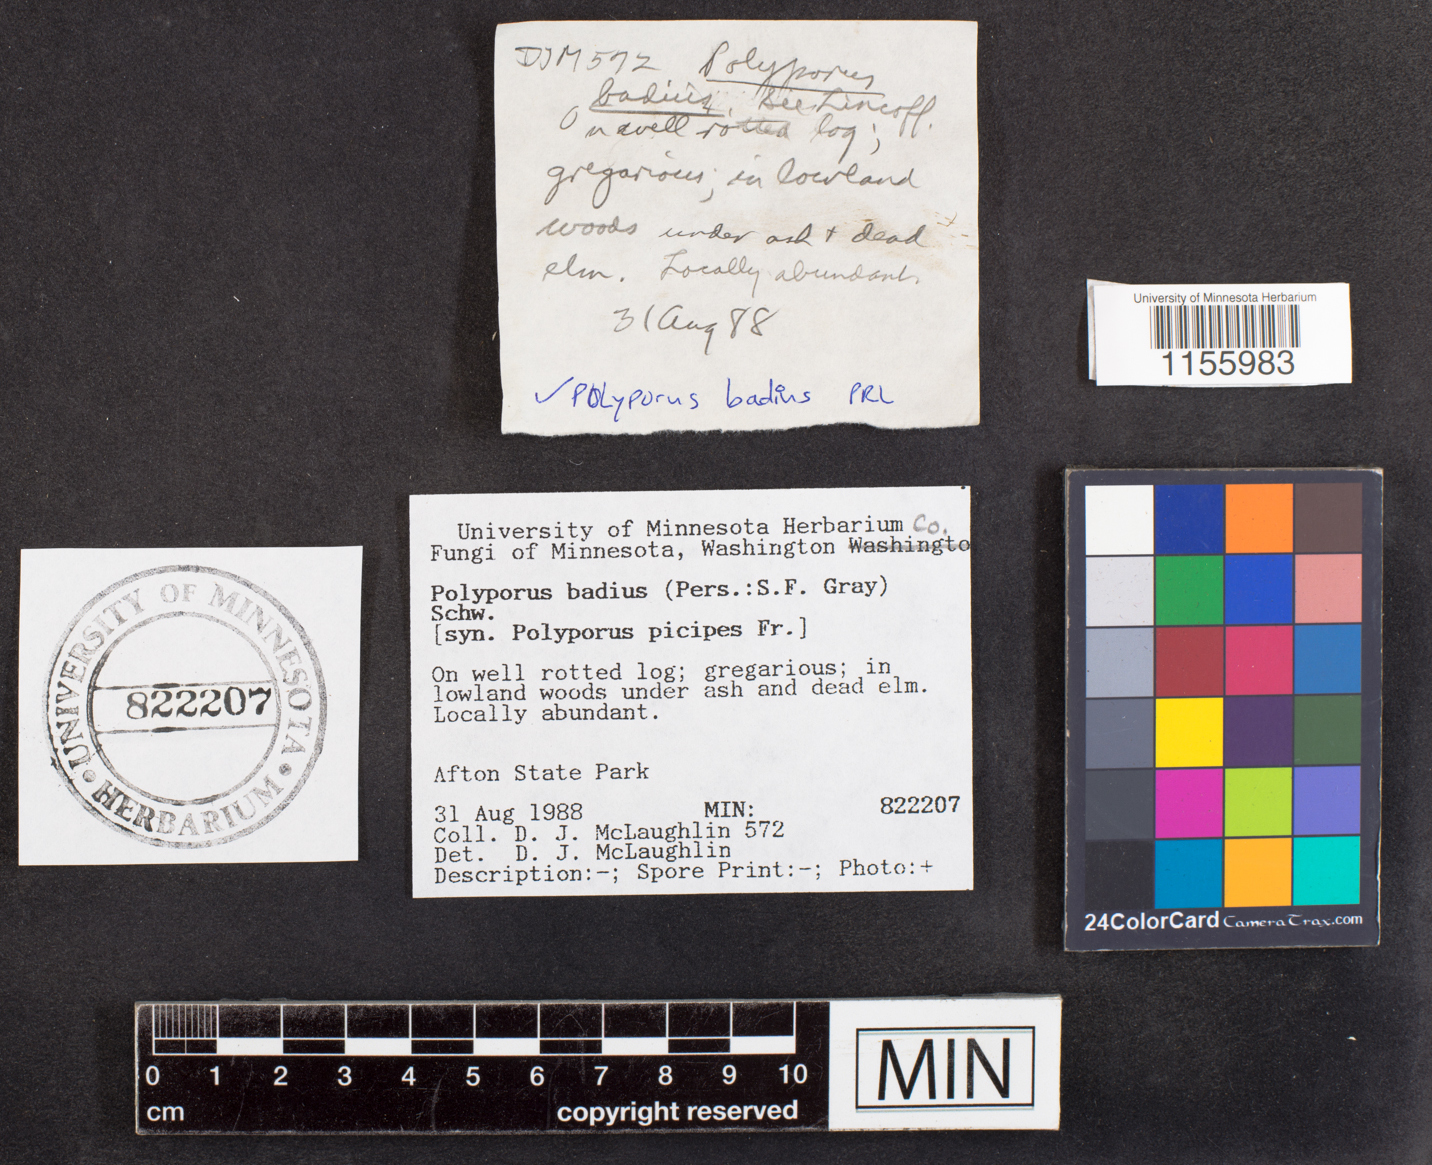 DJM 572 Polyporus
badius. See Lincoff.
On well rotted log;
gregarious; in lowland
woods under ash + dead
elm. Locally abundant.
31 Aug 88
✓ Polyporus badius PRL
University of Minnesota Herbarium
1155983
University of Minnesota Herbarium Co.
Fungi of Minnesota, Washington Washingto
Polyporus badius (Pers.:S.F. Gray)
Schw.
[syn. Polyporus picipes Fr.]
On well rotted log; gregarious; in
lowland woods under ash and dead elm.
Locally abundant.
Afton State Park
31 Aug 1988 MIN: 822207
Coll. D. J. McLaughlin 572
Det. D. J. McLaughlin
Description:-; Spore Print:-; Photo:+
UNIVERSITY OF MINNESOTA
822207
HERBARIUM
24ColorCard CameraTrax.com
0 1 2 3 4 5 6 7 8 9 10
cm copyright reserved
MIN